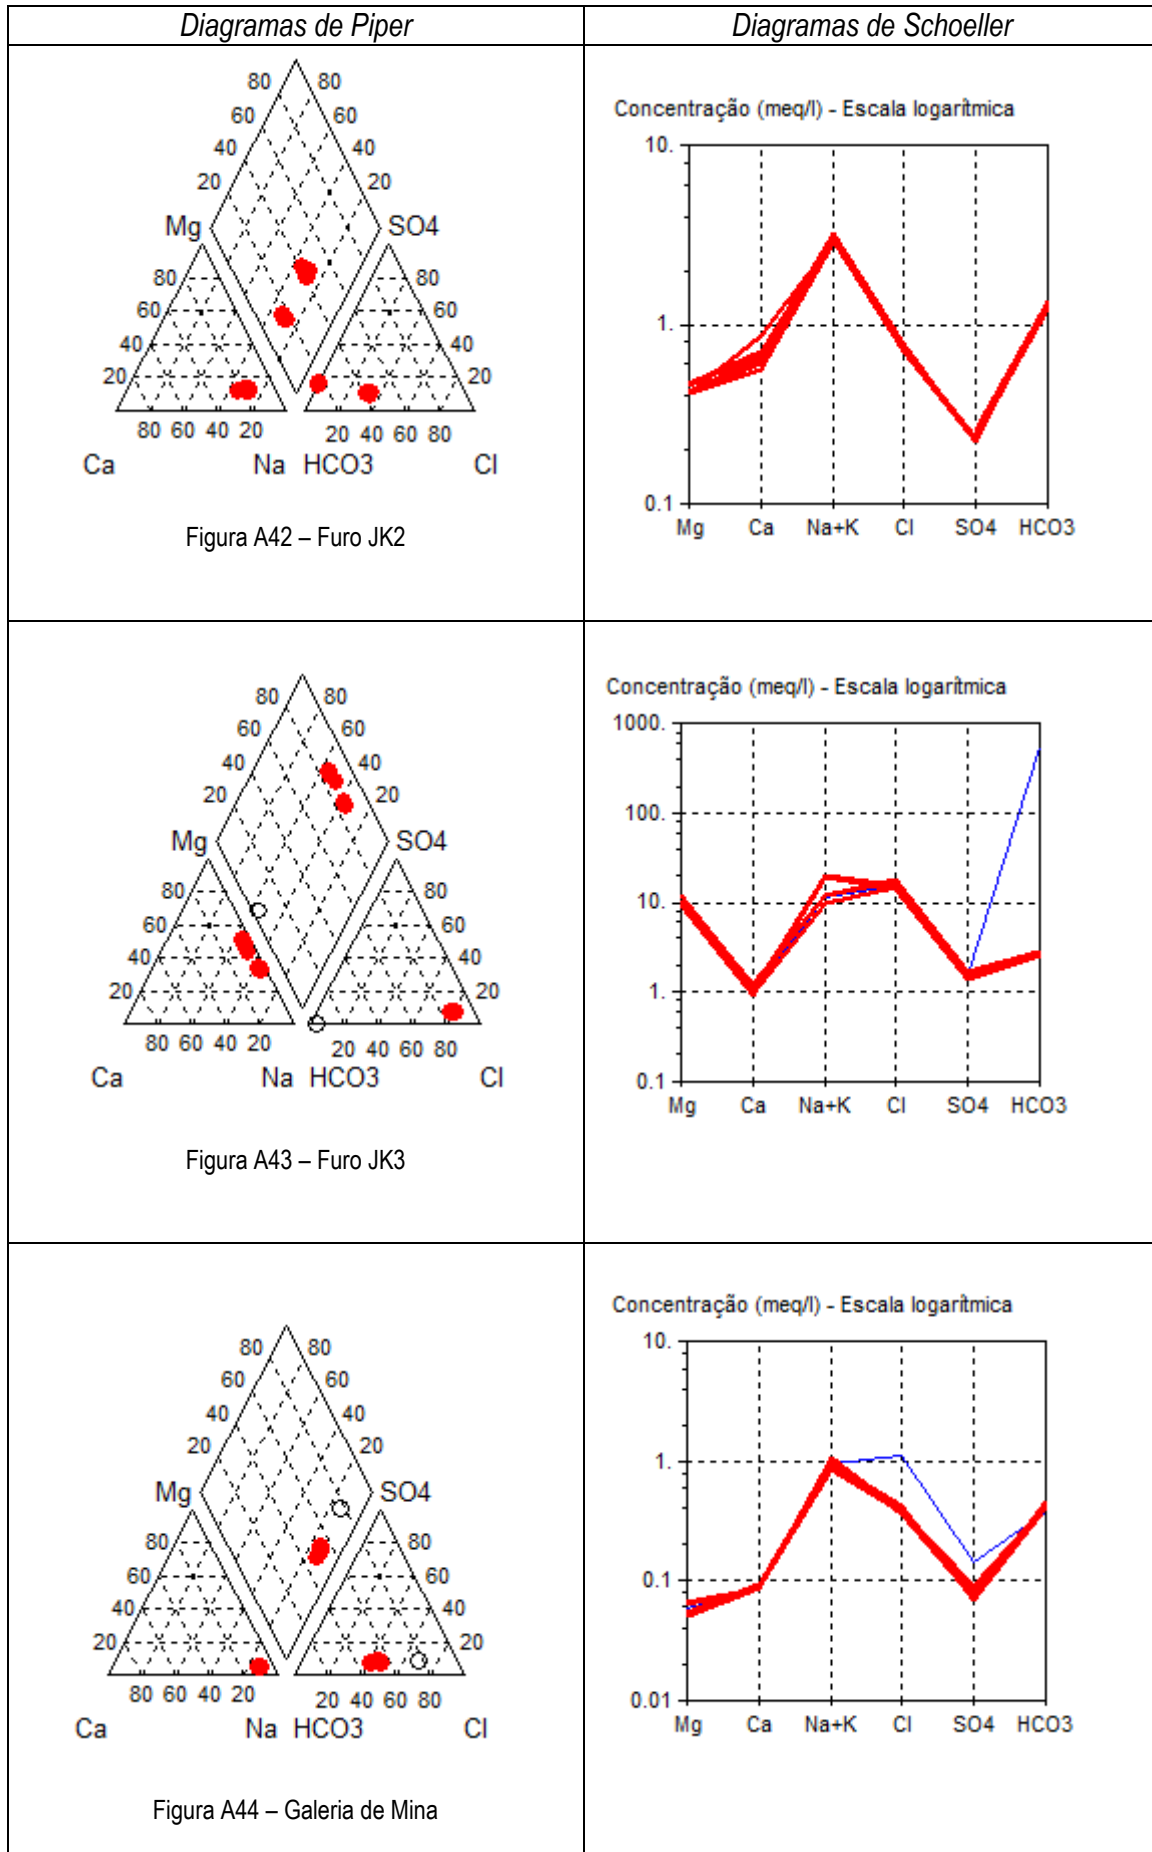 Diagramas de Piper
Diagramas de Schoeller
80 80
60 60
40 40
20 20
Mg SO4
80 80
60 60
40 40
20 20
80 60 40 20 20 40 60 80
Ca Na HCO3 Cl
Figura A42 – Furo JK2
Concentração (meq/l) - Escala logarítmica
10.
1.
0.1
Mg Ca Na+K Cl SO4 HCO3
80 80
60 60
40 40
20 20
Mg SO4
80 80
60 60
40 40
20 20
80 60 40 20 20 40 60 80
Ca Na HCO3 Cl
Figura A43 – Furo JK3
Concentração (meq/l) - Escala logarítmica
1000.
100.
10.
1.
0.1
Mg Ca Na+K Cl SO4 HCO3
80 80
60 60
40 40
20 20
Mg SO4
80 80
60 60
40 40
20 20
80 60 40 20 20 40 60 80
Ca Na HCO3 Cl
Figura A44 – Galeria de Mina
Concentração (meq/l) - Escala logarítmica
10.
1.
0.1
0.01
Mg Ca Na+K Cl SO4 HCO3